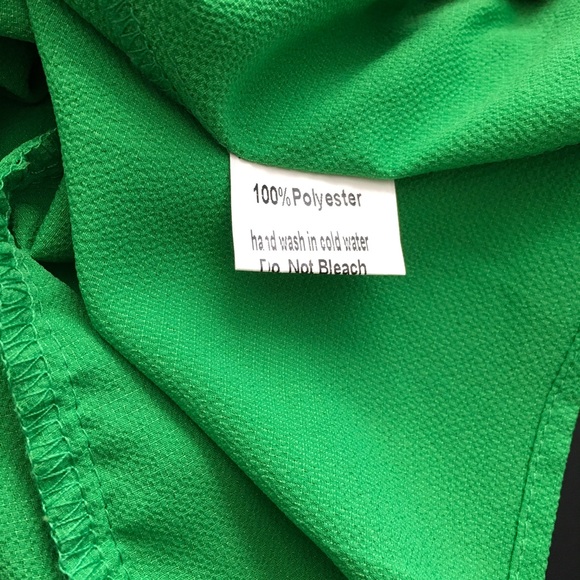 100%Polyester
hand wash in cold water
Do Not Bleach